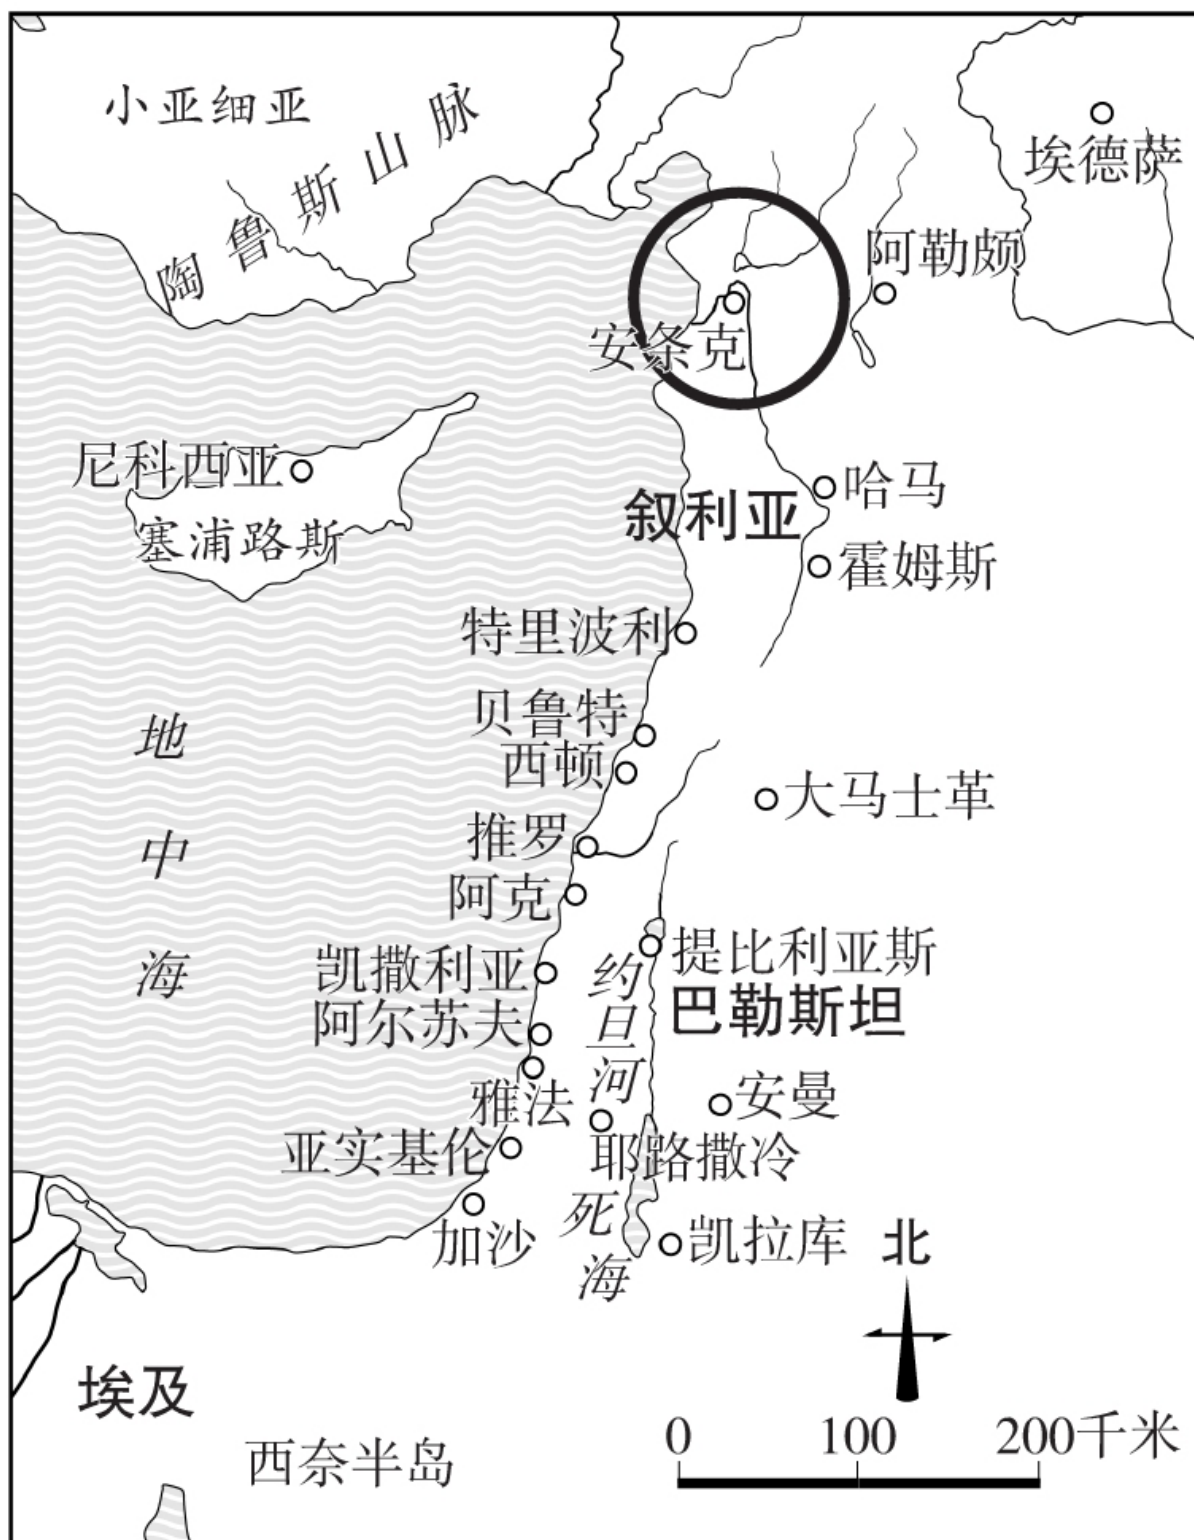 小亚细亚
陶鲁斯山脉
埃德萨
阿勒颇
安条克
尼科西亚
塞浦路斯
叙利亚
哈马
霍姆斯
特里波利
贝鲁特
西顿
大马士革
推罗
阿克
地中海
提比利亚斯
凯撒利亚
约旦河
巴勒斯坦
阿尔苏夫
雅法
安曼
亚实基伦
耶路撒冷
死海
加沙
凯拉库
北
埃及
西奈半岛
0 100 200千米